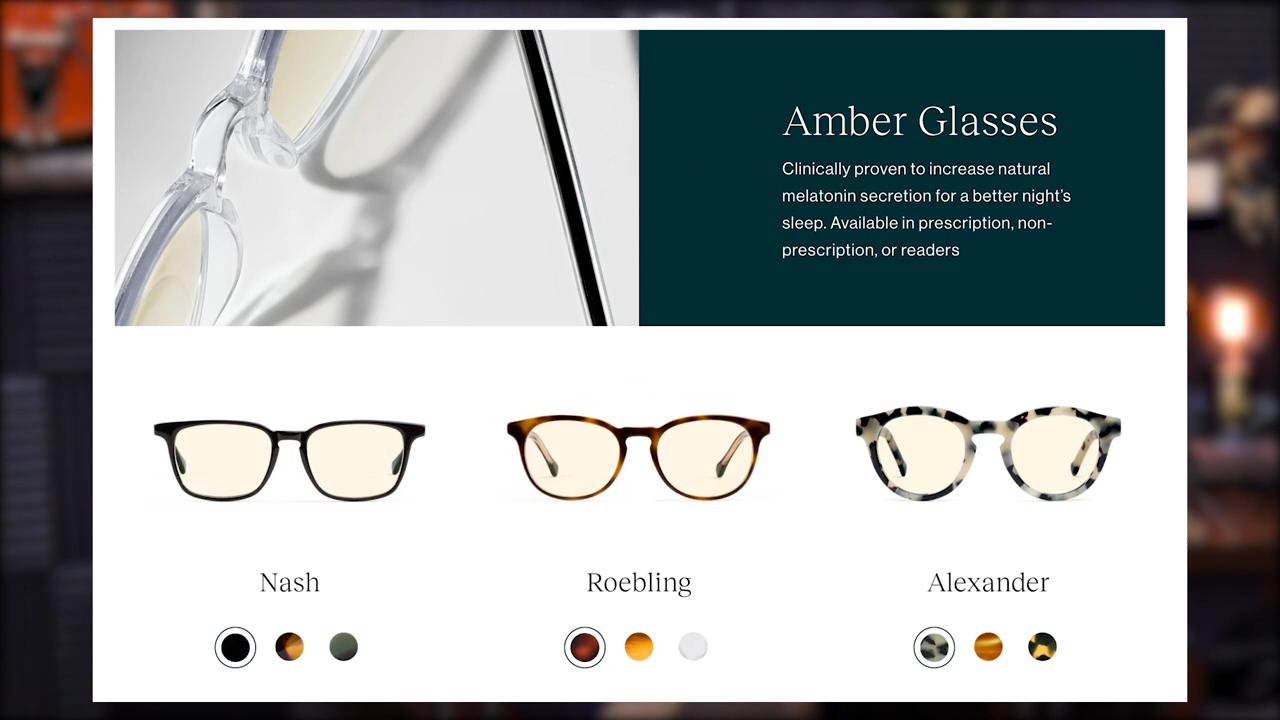 Amber Glasses
Clinically proven to increase natural
melatonin secretion for a better night's
sleep. Available in prescription, non-
prescription, or readers
Nash
Roebling
Alexander